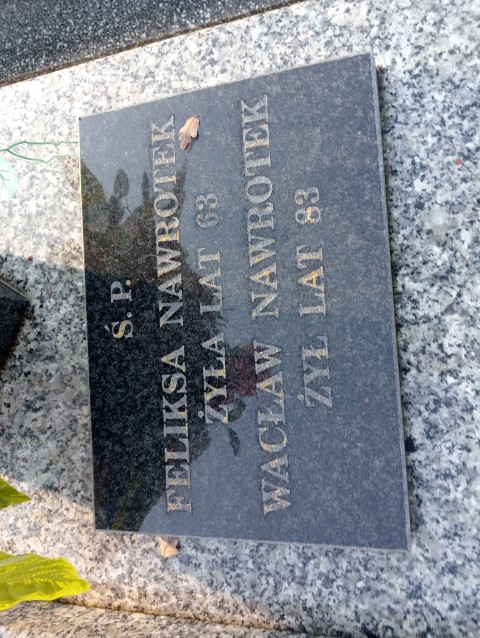 Ś.P.
FELIKSA NAWROTEK
ŻYŁA LAT 63
WACŁAW NAWROTEK
ŻYŁ LAT 83